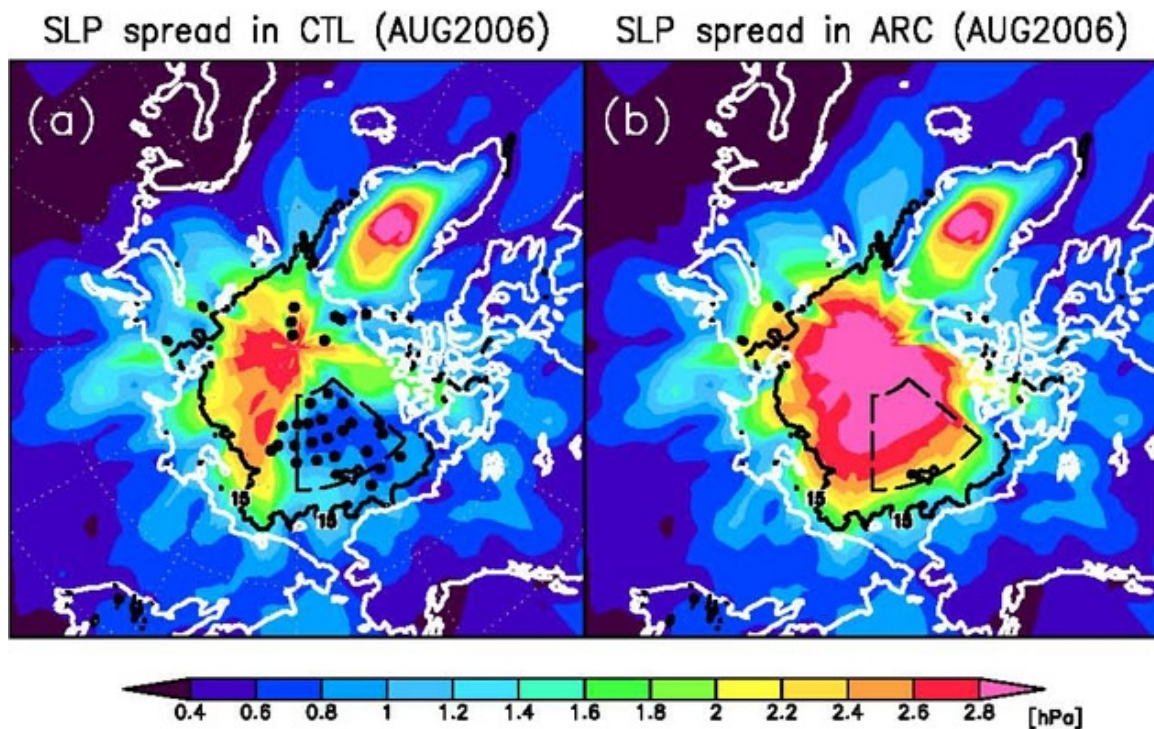 SLP spread in CTL (AUG2006) SLP spread in ARC (AUG2006)
(a) (b)
15 15
15 15
0.4 0.6 0.8 1 1.2 1.4 1.6 1.8 2 2.2 2.4 2.6 2.8 [hPa]